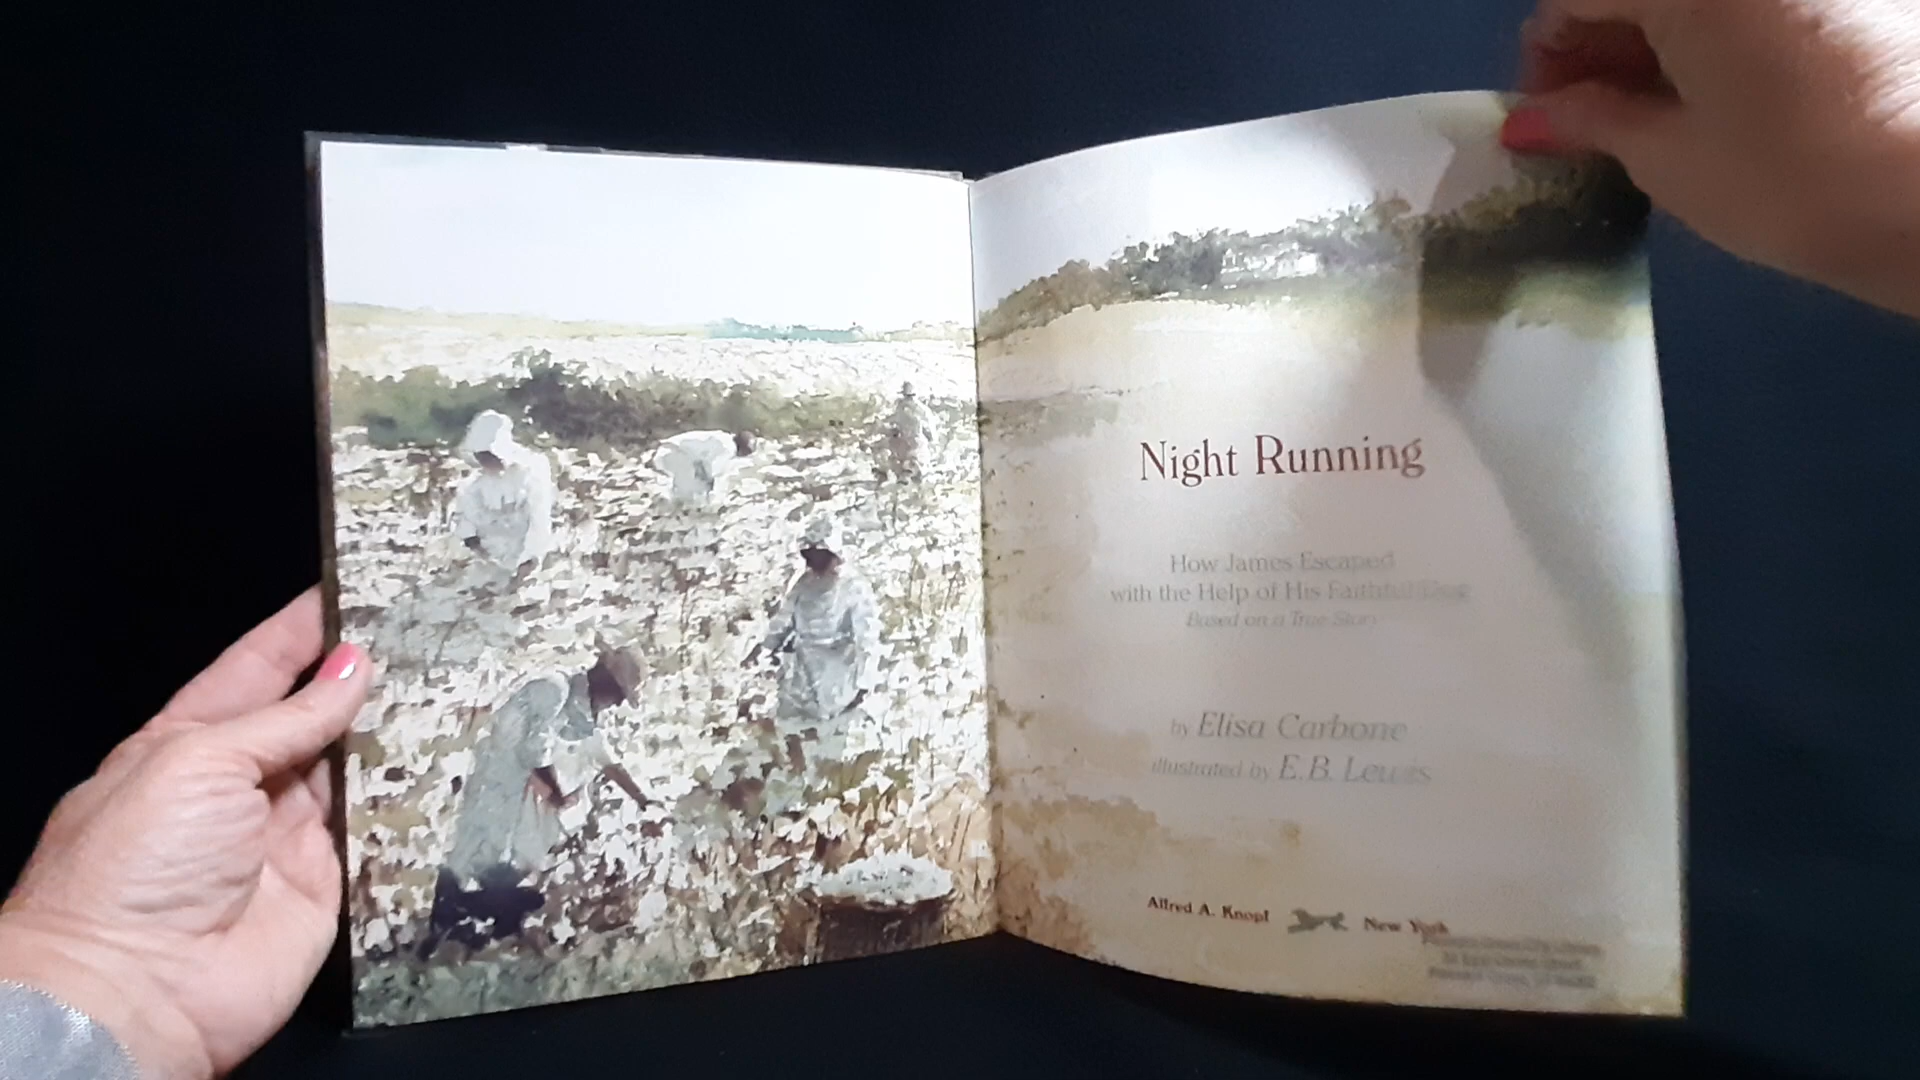 Night Running
How James Escaped
with the Help of His Faithful
Based on a True Story
by Elisa Carbone
illustrated by E.B. Lewis
Alfred A. Knopf New York